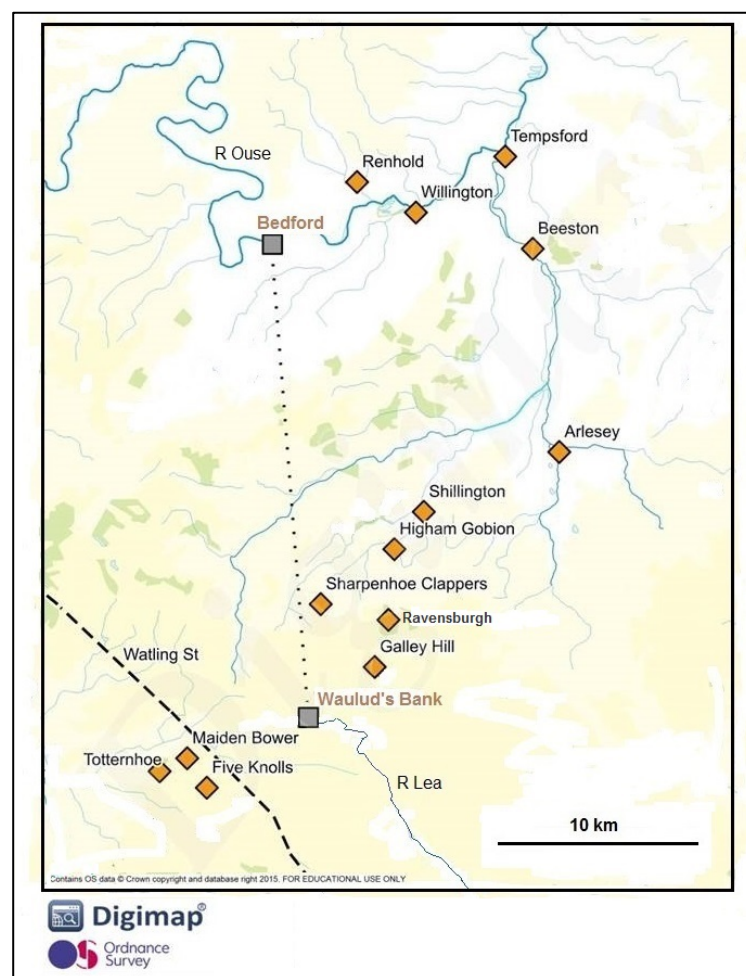 Tempsford
R Ouse
Renhold
Willington
Bedford
Beeston
Arlesey
Shillington
Higham Gobion
Sharpenhoe Clappers
Ravensburgh
Watling St
Galley Hill
Waulud's Bank
Maiden Bower
Totternhoe
Five Knolls
R Lea
10 km
Contains OS data © Crown copyright and database right 2015. FOR EDUCATIONAL USE ONLY
Digimap®
Ordnance
Survey